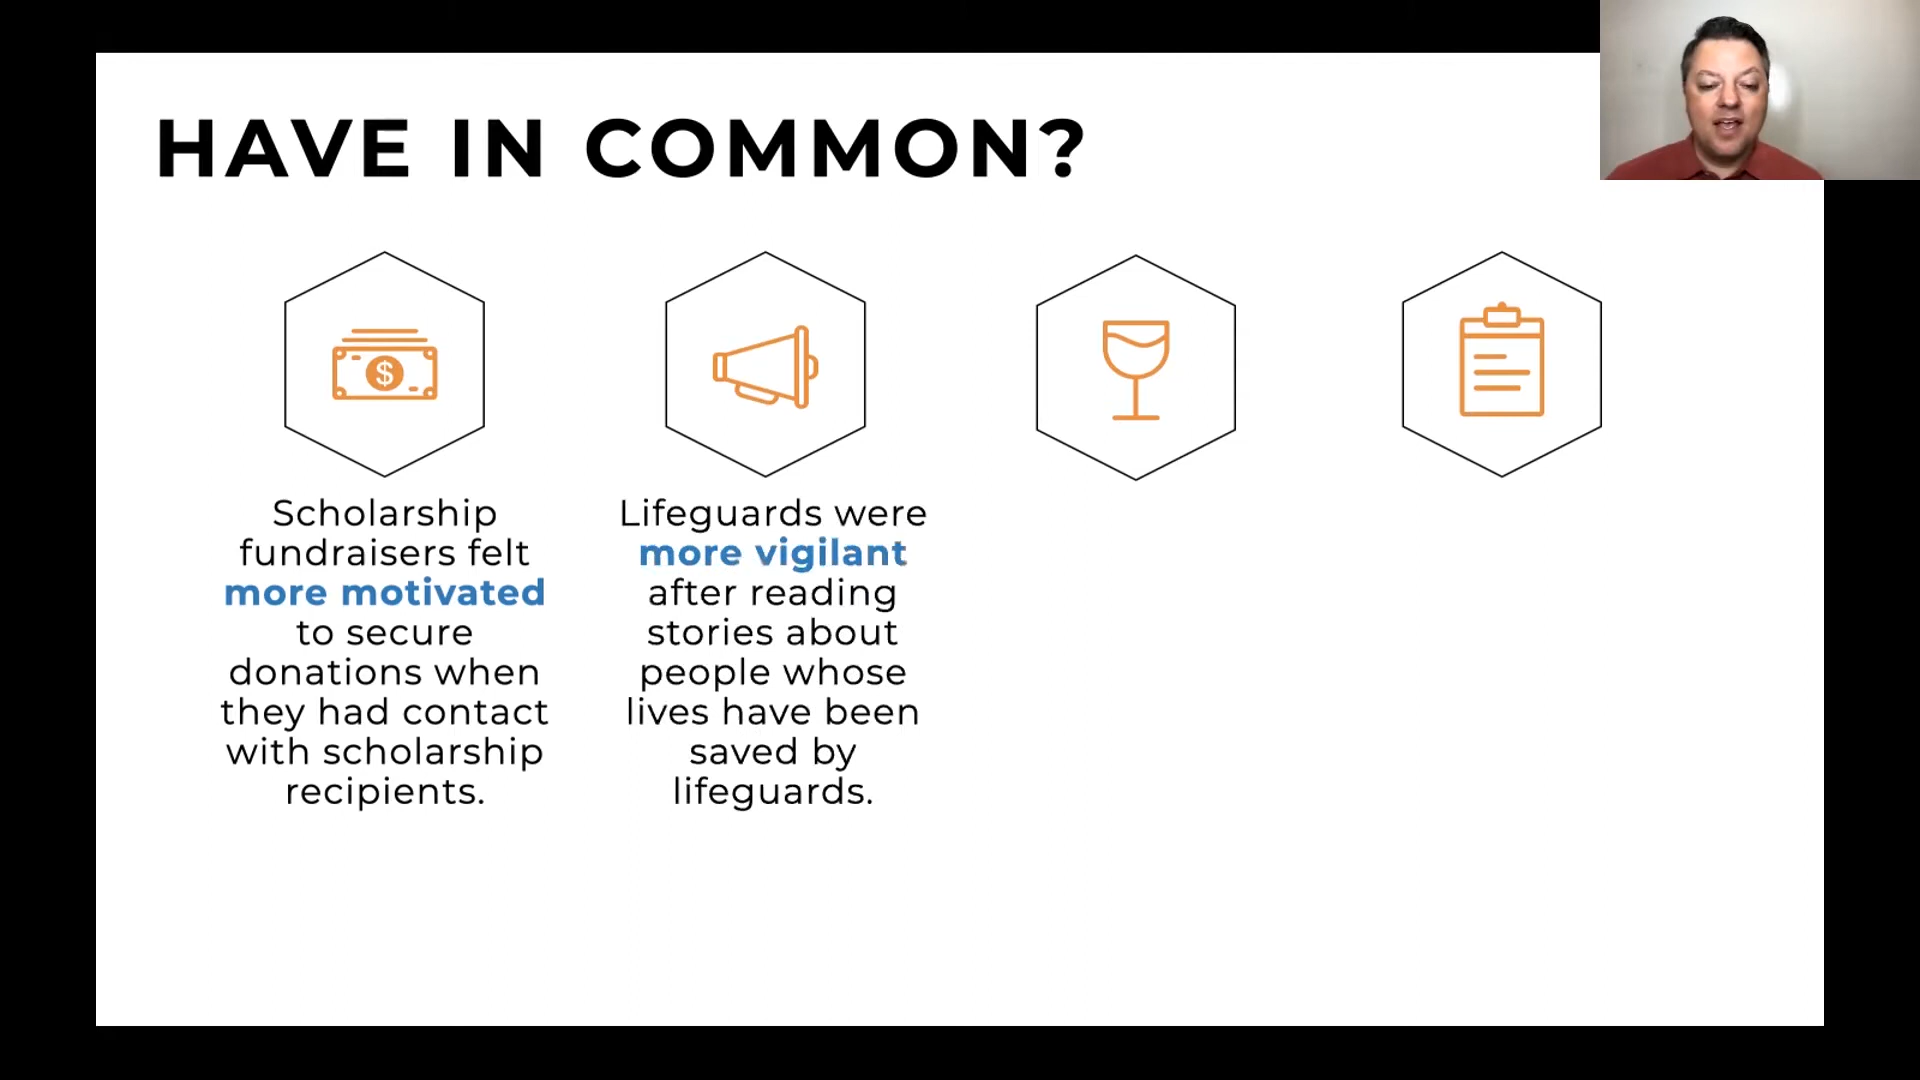 HAVE IN COMMON?
$
Scholarship
fundraisers felt
more motivated
to secure
donations when
they had contact
with scholarship
recipients.
Lifeguards were
more vigilant
after reading
stories about
people whose
lives have been
saved by
lifeguards.